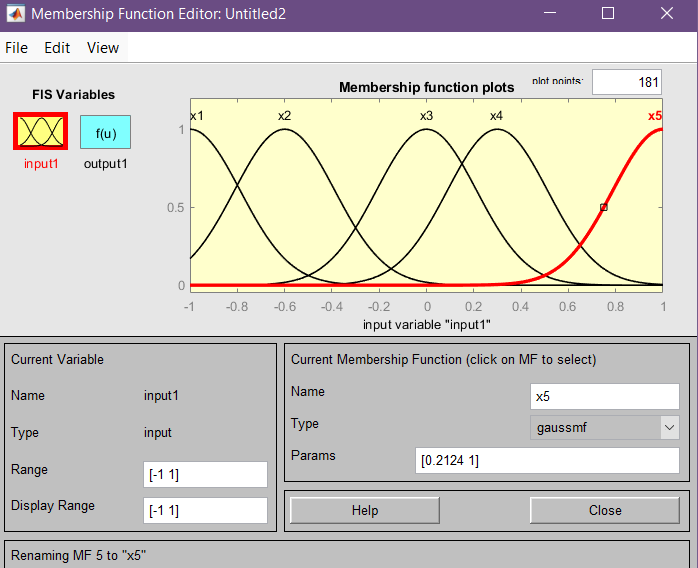 Membership Function Editor: Untitled2
File Edit View
FIS Variables
Membership function plots
plot points:
181
f(u)
input1
output1
x1
x2
x3
x4
x5
1
0.5
0
-1 -0.8 -0.6 -0.4 -0.2 0 0.2 0.4 0.6 0.8 1
input variable "input1"
Current Variable
Name input1
Type input
Range [-1 1]
Display Range [-1 1]
Current Membership Function (click on MF to select)
Name x5
Type gaussmf
Params [0.2124 1]
Help Close
Renaming MF 5 to "x5"